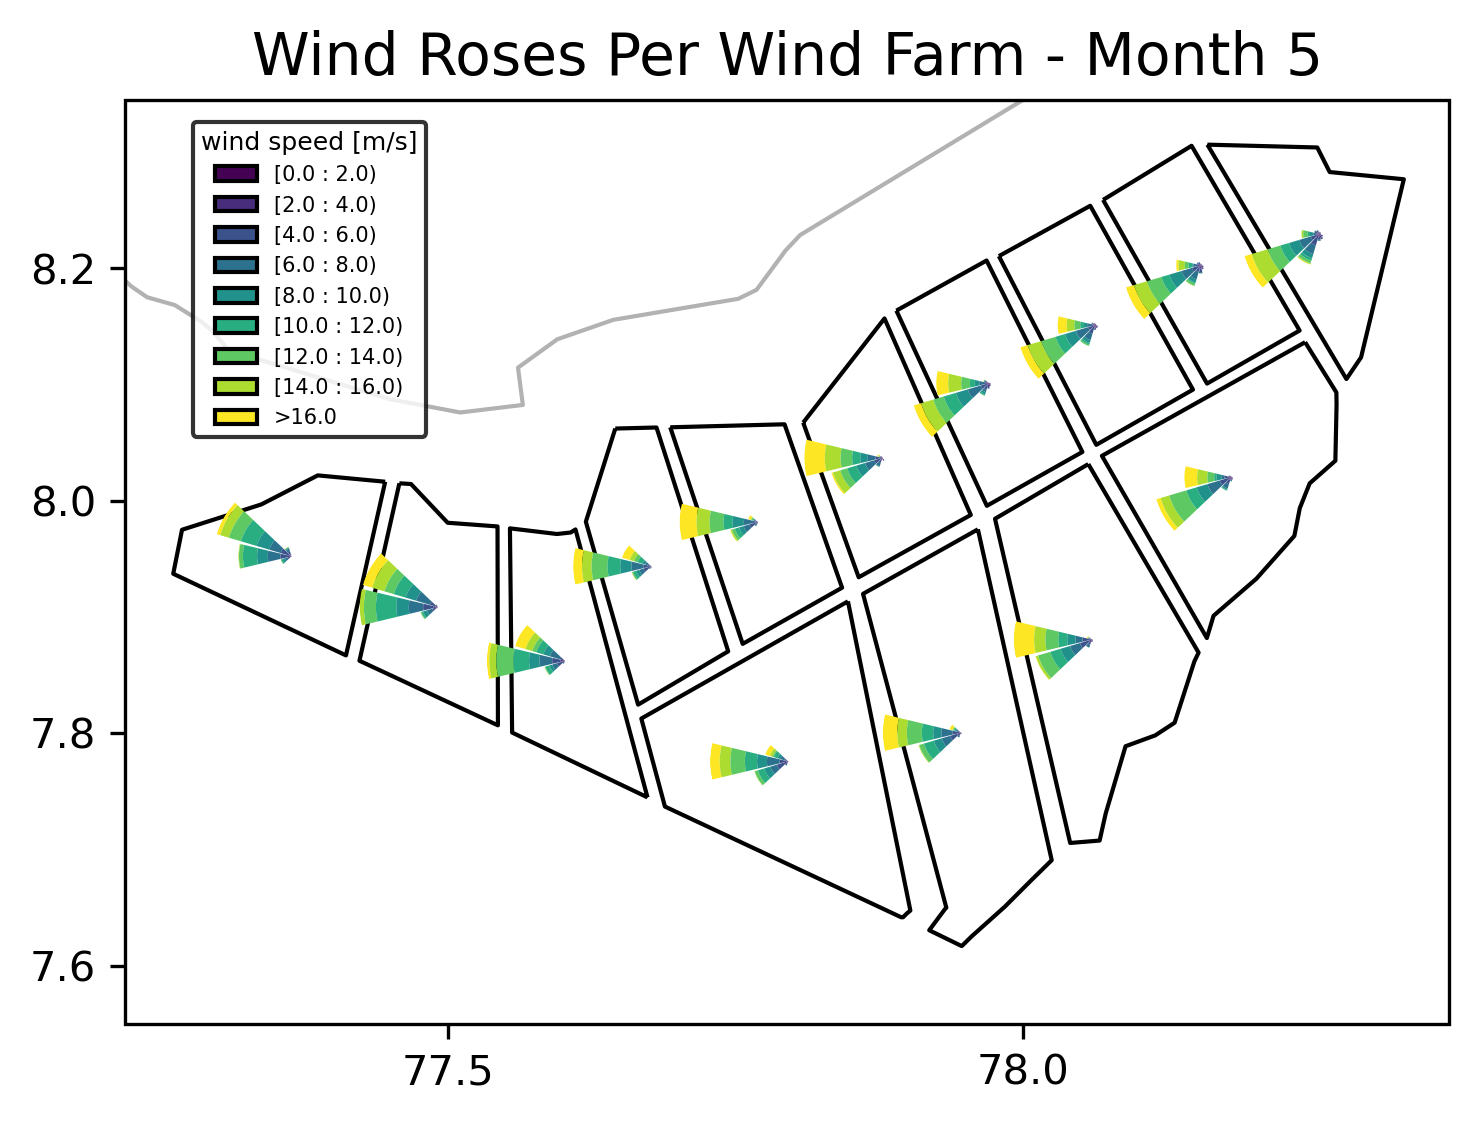 Wind Roses Per Wind Farm - Month 5
wind speed [m/s]
[0.0 : 2.0)
[2.0 : 4.0)
[4.0 : 6.0)
[6.0 : 8.0)
[8.0 : 10.0)
[10.0 : 12.0)
[12.0 : 14.0)
[14.0 : 16.0)
>16.0
8.2
8.0
7.8
7.6
77.5
78.0